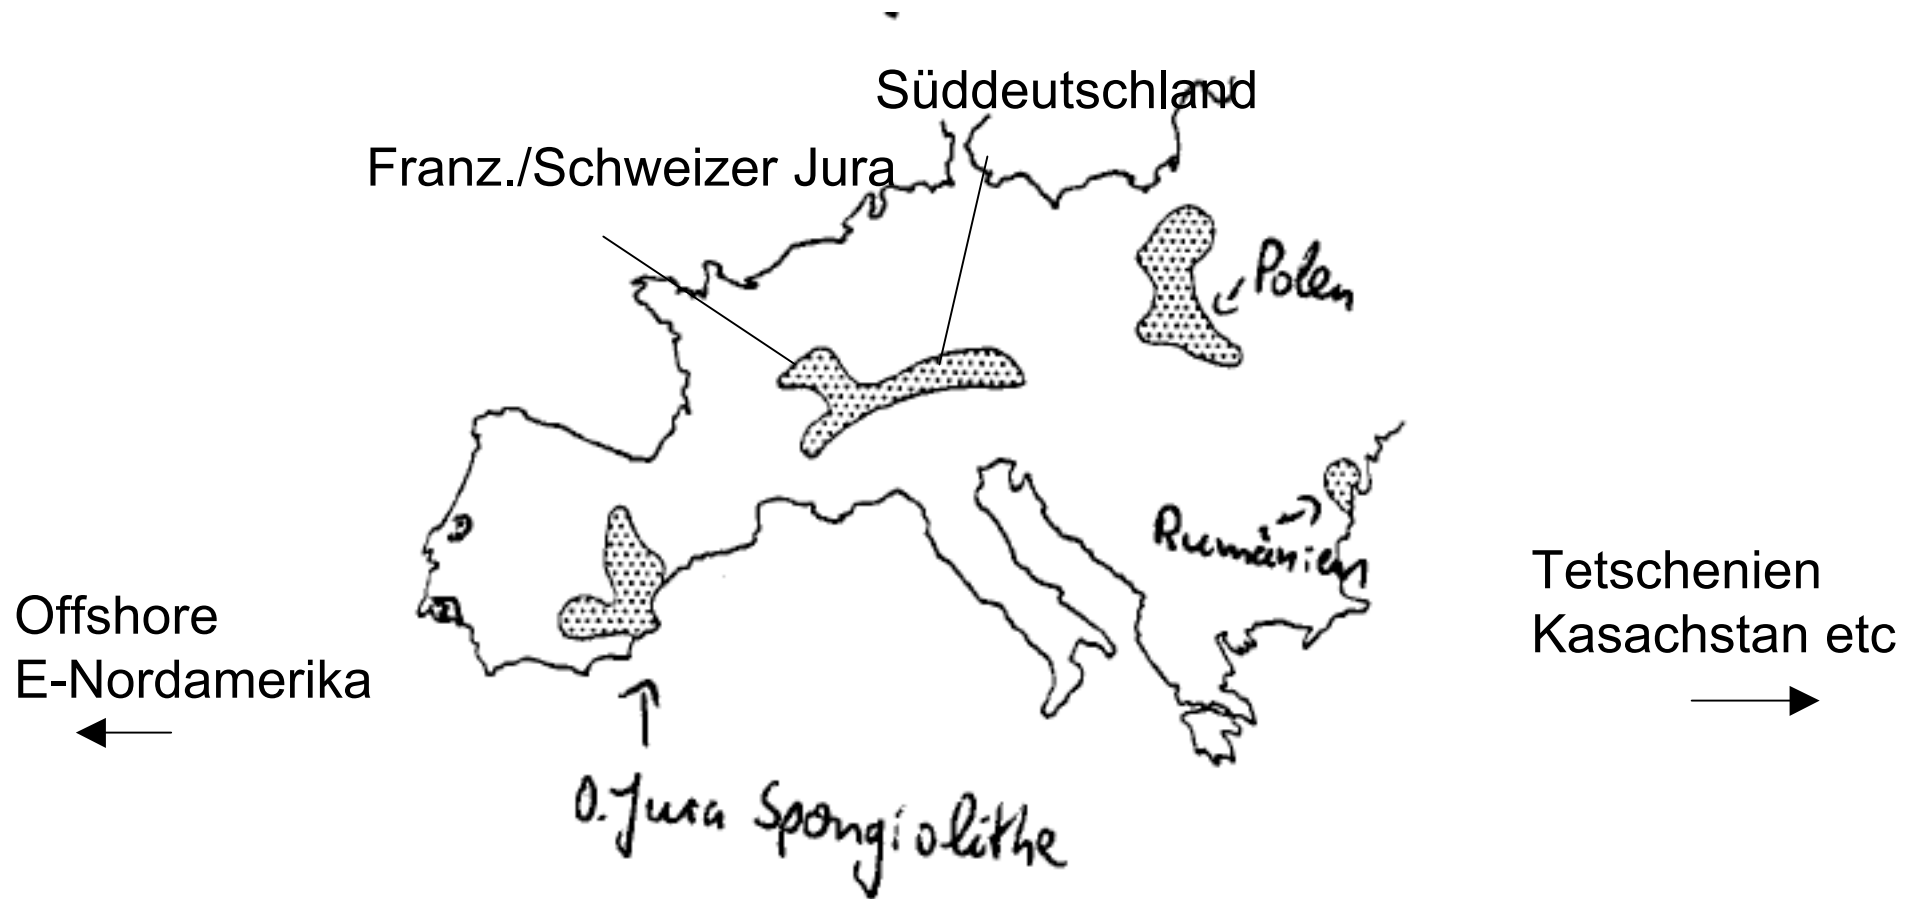 Süddeutschland
Franz./Schweizer Jura
Polen
Rumänien
Tetschenien
Kasachstan etc
Offshore
E-Nordamerika
O. Jura Spongiolithe